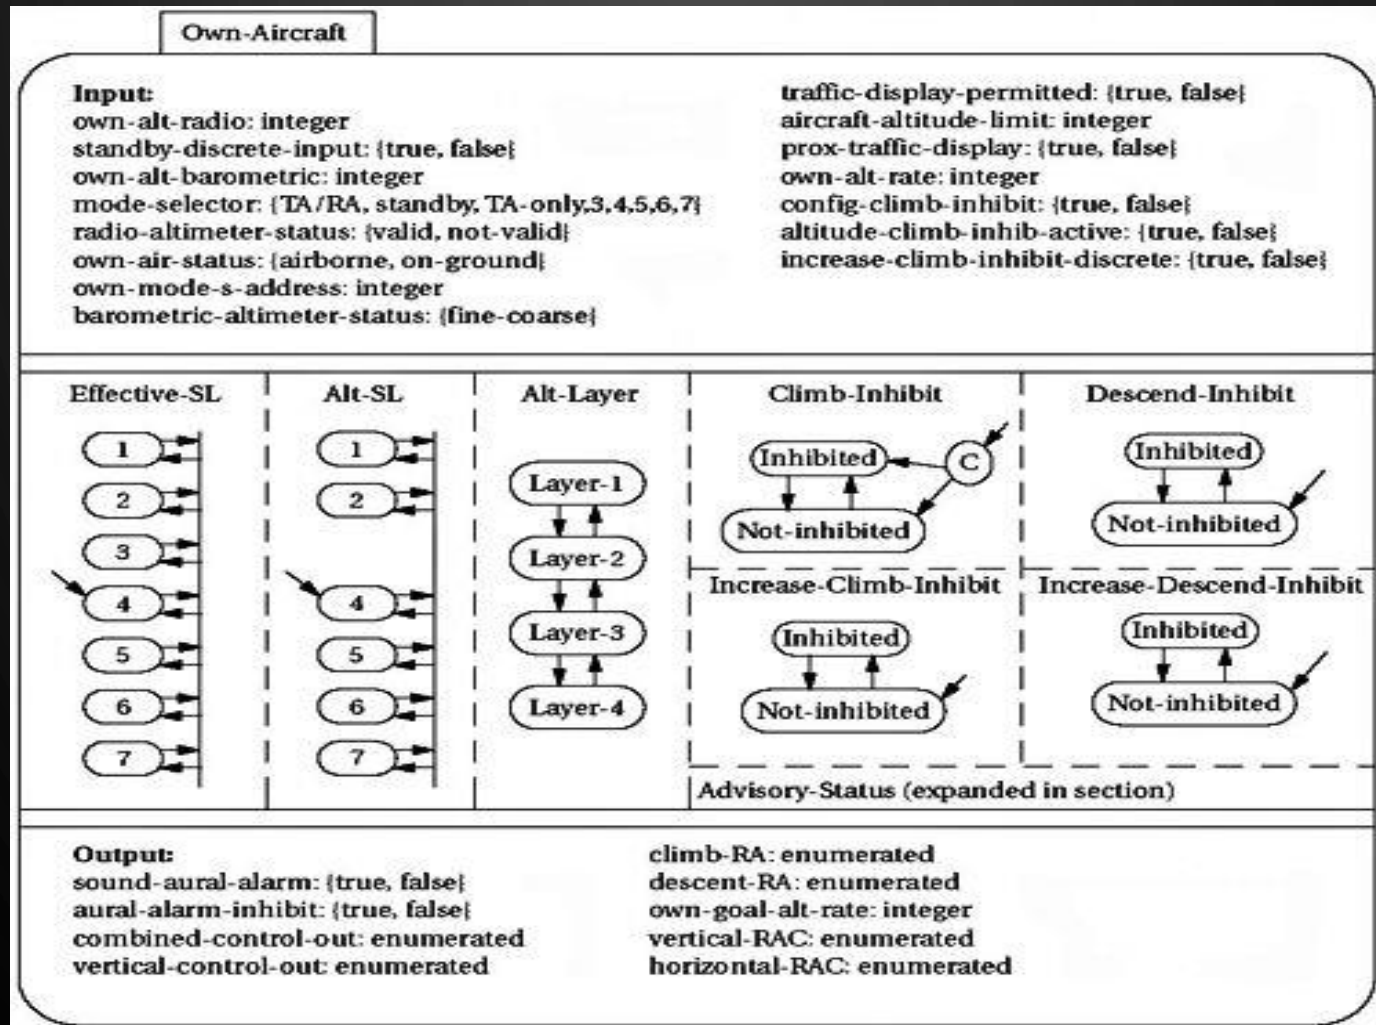 Own-Aircraft
Input:
own-alt-radio: integer
standby-discrete-input: {true, false}
own-alt-barometric: integer
mode-selector: {TA/RA, standby, TA-only,3,4,5,6,7}
radio-altimeter-status: {valid, not-valid}
own-air-status: {airborne, on-ground}
own-mode-s-address: integer
barometric-altimeter-status: {fine-coarse}
traffic-display-permitted: {true, false}
aircraft-altitude-limit: integer
prox-traffic-display: {true, false}
own-alt-rate: integer
config-climb-inhibit: {true, false}
altitude-climb-inhib-active: {true, false}
increase-climb-inhibit-discrete: {true, false}
Effective-SL
1
2
3
4
5
6
7
Alt-SL
1
2
4
5
6
7
Alt-Layer
Layer-1
Layer-2
Layer-3
Layer-4
Climb-Inhibit
Inhibited
C
Not-inhibited
Descend-Inhibit
Inhibited
Not-inhibited
Increase-Climb-Inhibit
Inhibited
Not-inhibited
Increase-Descend-Inhibit
Inhibited
Not-inhibited
Advisory-Status (expanded in section)
Output:
sound-aural-alarm: {true, false}
aural-alarm-inhibit: {true, false}
combined-control-out: enumerated
vertical-control-out: enumerated
climb-RA: enumerated
descent-RA: enumerated
own-goal-alt-rate: integer
vertical-RAC: enumerated
horizontal-RAC: enumerated